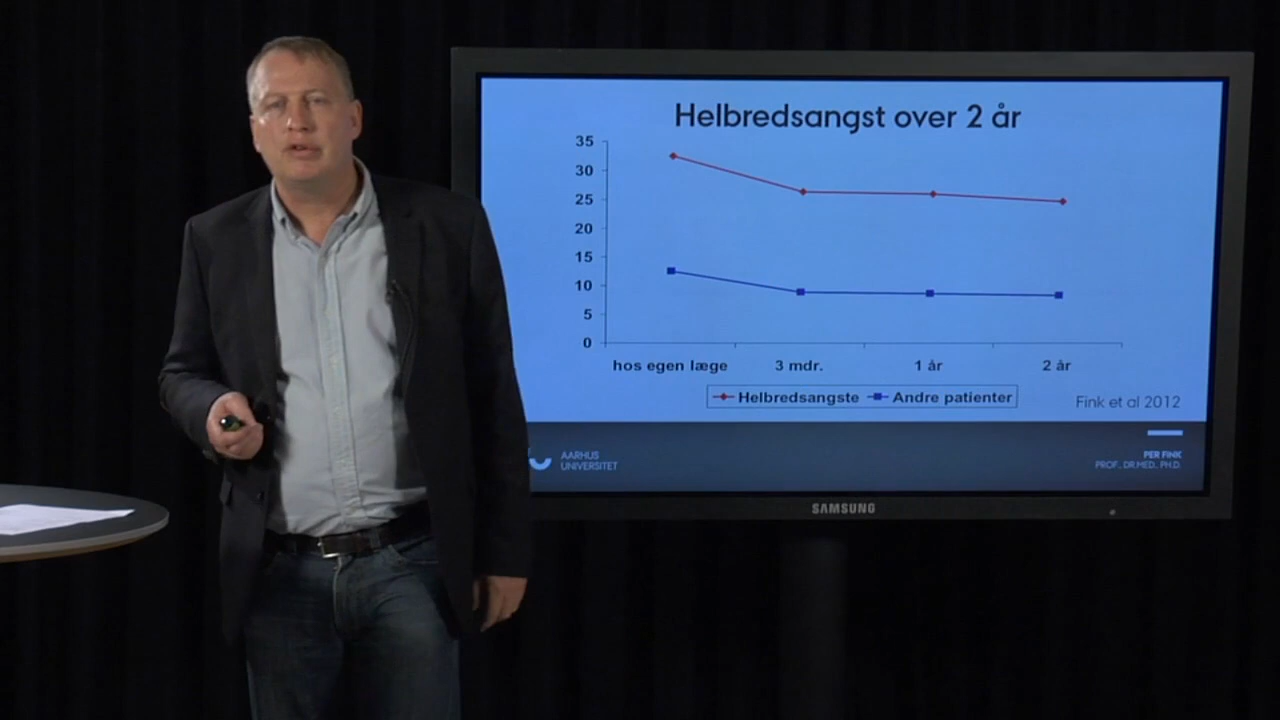 Helbredsangst over 2 år
35
30
25
20
15
10
5
0
hos egen læge 3 mdr. 1 år 2 år
Helbredsangste Andre patienter
Fink et al 2012
AARHUS
UNIVERSITET
PER FINK
PROF., DR.MED., PH.D.
SAMSUNG